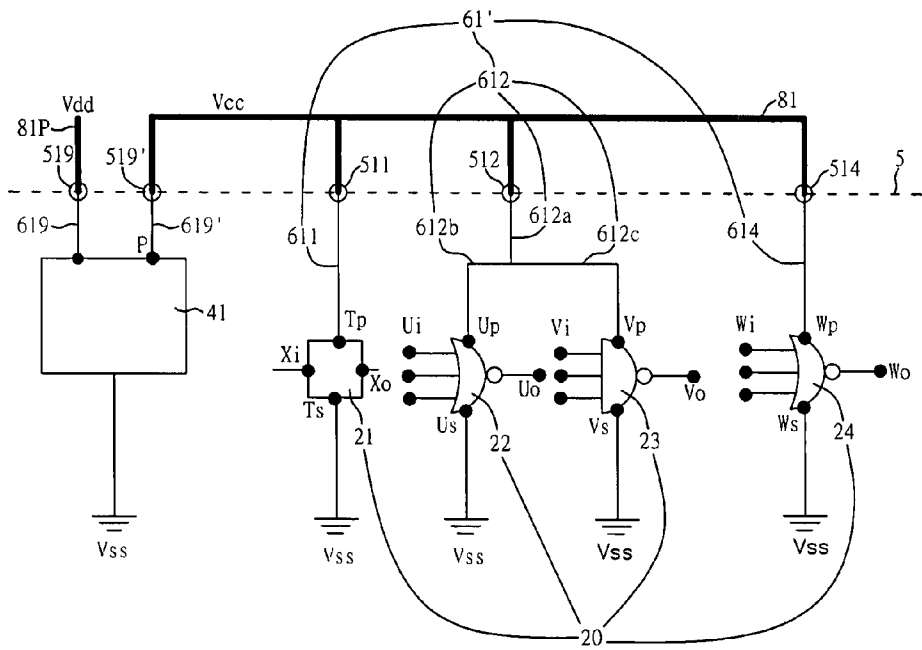 61'
612
Vdd
Vcc
81
81P
519
519'
511
512
514
5
619
619'
611
612b
612a
612c
614
P
41
Tp
Ui
Up
Vi
Vp
Wi
Wp
Xi
Xo
Uo
Vo
Wo
Ts
21
Us
22
Vs
23
Ws
24
Vss
Vss
Vss
Vss
Vss
20